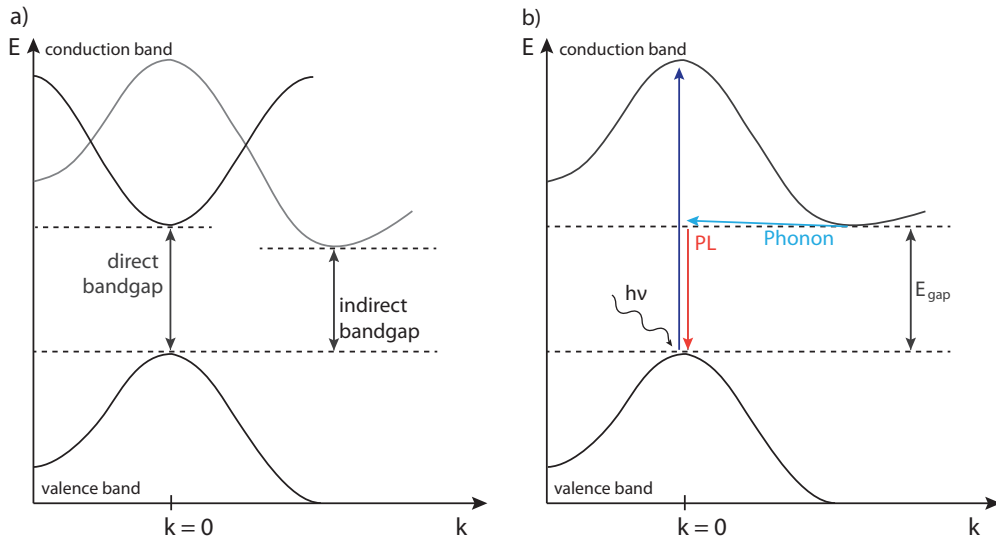 a)
E
conduction band
direct
bandgap
indirect
bandgap
valence band
k = 0
k
b)
E
conduction band
Phonon
PL
hν
E gap
valence band
k = 0
k